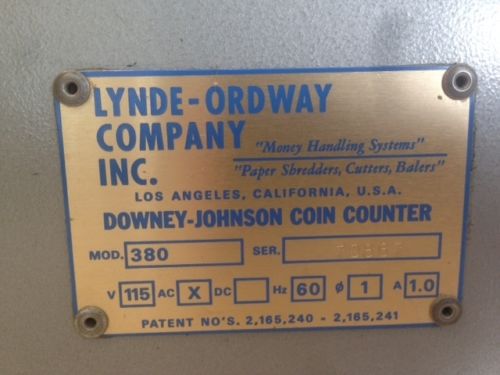 LYNDE-ORDWAY
COMPANY
INC.
"Money Handling Systems"
"Paper Shredders, Cutters, Balers"
LOS ANGELES, CALIFORNIA, U.S.A.
DOWNEY-JOHNSON COIN COUNTER
MOD. 380 SER.
V 115 AC X DC Hz 60 ø 1 A 1.0
PATENT NO'S. 2,165,240 - 2,165,241